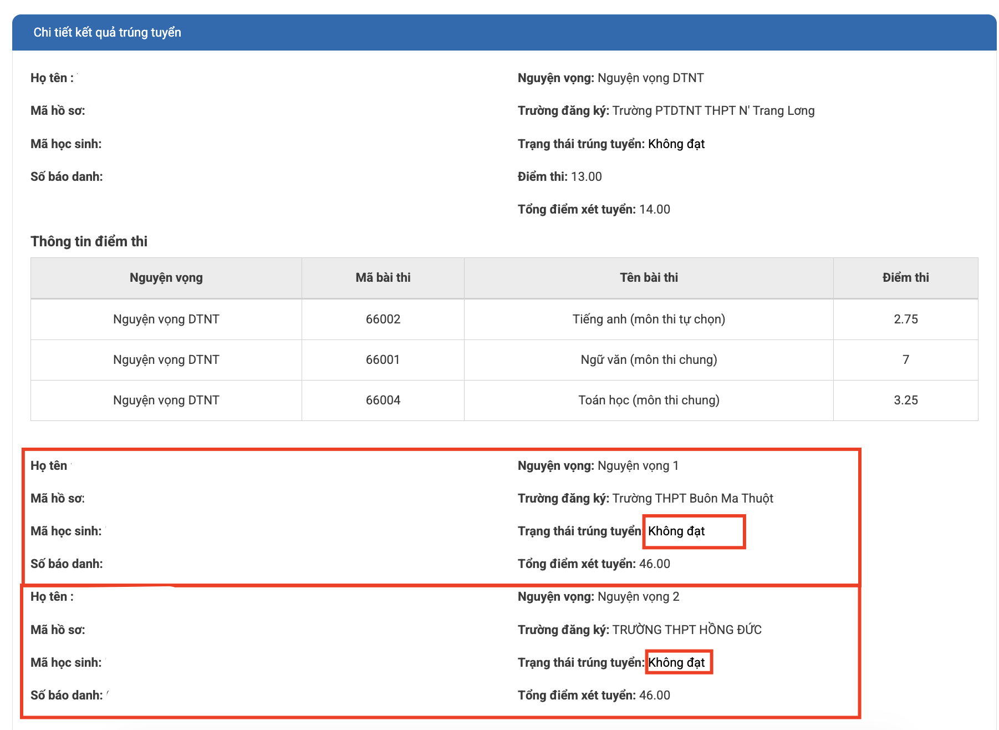 Chi tiết kết quả trúng tuyển
Họ tên :
Nguyện vọng: Nguyện vọng DTNT
Mã hồ sơ:
Trường đăng ký: Trường PTDTNT THPT N' Trang Lơng
Mã học sinh:
Trạng thái trúng tuyển: Không đạt
Số báo danh:
Điểm thi: 13.00
Tổng điểm xét tuyển: 14.00
Thông tin điểm thi
Nguyện vọng Mã bài thi Tên bài thi Điểm thi
Nguyện vọng DTNT 66002 Tiếng anh (môn thi tự chọn) 2.75
Nguyện vọng DTNT 66001 Ngữ văn (môn thi chung) 7
Nguyện vọng DTNT 66004 Toán học (môn thi chung) 3.25
Họ tên
Nguyện vọng: Nguyện vọng 1
Mã hồ sơ:
Trường đăng ký: Trường THPT Buôn Ma Thuột
Mã học sinh:
Trạng thái trúng tuyển: Không đạt
Số báo danh:
Tổng điểm xét tuyển: 46.00
Họ tên :
Nguyện vọng: Nguyện vọng 2
Mã hồ sơ:
Trường đăng ký: TRƯỜNG THPT HỒNG ĐỨC
Mã học sinh:
Trạng thái trúng tuyển: Không đạt
Số báo danh:
Tổng điểm xét tuyển: 46.00